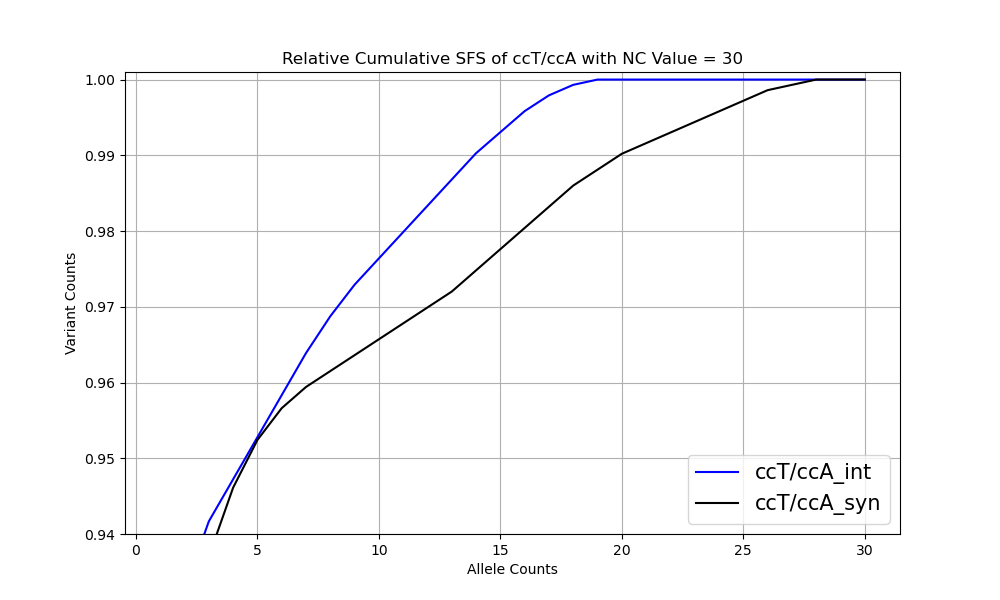 Relative Cumulative SFS of ccT/ccA with NC Value = 30
1.00
0.99
0.98
0.97
0.96
0.95
0.94
Variant Counts
ccT/ccA_int
ccT/ccA_syn
0 5 10 15 20 25 30
Allele Counts